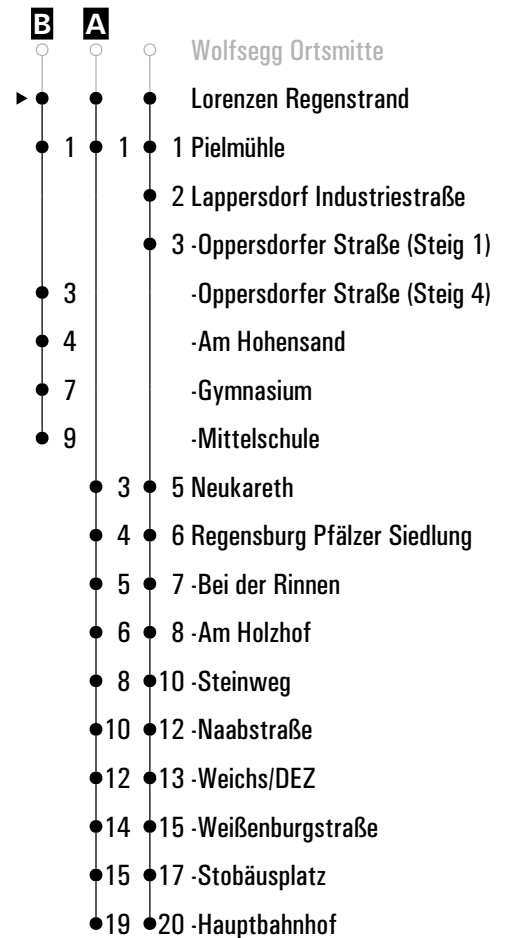 B A
Wolfsegg Ortsmitte
Lorenzen Regenstrand
1 1 1 Pielmühle
2 Lappersdorf Industriestraße
3 -Oppersdorfer Straße (Steig 1)
3 -Oppersdorfer Straße (Steig 4)
4 -Am Hohensand
7 -Gymnasium
9 -Mittelschule
3 5 Neukareth
4 6 Regensburg Pfälzer Siedlung
5 7 -Bei der Rinnen
6 8 -Am Holzhof
8 10 -Steinweg
10 12 -Naabstraße
12 13 -Weichs/DEZ
14 15 -Weißenburgstraße
15 17 -Stobäusplatz
19 20 -Hauptbahnhof